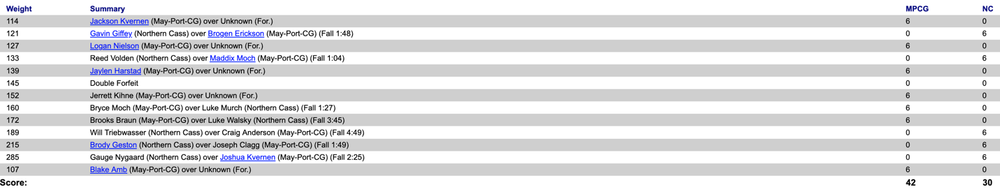 Weight Summary MPCG NC
114 Jackson Kvernen (May-Port-CG) over Unknown (For.) 6 0
121 Gavin Giffey (Northern Cass) over Brogen Erickson (May-Port-CG) (Fall 1:48) 0 6
127 Logan Nielson (May-Port-CG) over Unknown (For.) 6 0
133 Reed Volden (Northern Cass) over Maddix Moch (May-Port-CG) (Fall 1:04) 0 6
139 Jaylen Harstad (May-Port-CG) over Unknown (For.) 6 0
145 Double Forfeit 0 0
152 Jerrett Kihne (May-Port-CG) over Unknown (For.) 6 0
160 Bryce Moch (May-Port-CG) over Luke Murch (Northern Cass) (Fall 1:27) 6 0
172 Brooks Braun (May-Port-CG) over Luke Walsky (Northern Cass) (Fall 3:45) 6 0
189 Will Triebwasser (Northern Cass) over Craig Anderson (May-Port-CG) (Fall 4:49) 0 6
215 Brody Geston (Northern Cass) over Joseph Clagg (May-Port-CG) (Fall 1:49) 0 6
285 Gauge Nygaard (Northern Cass) over Joshua Kvernen (May-Port-CG) (Fall 2:25) 0 6
107 Blake Amb (May-Port-CG) over Unknown (For.) 6 0
Score: 42 30